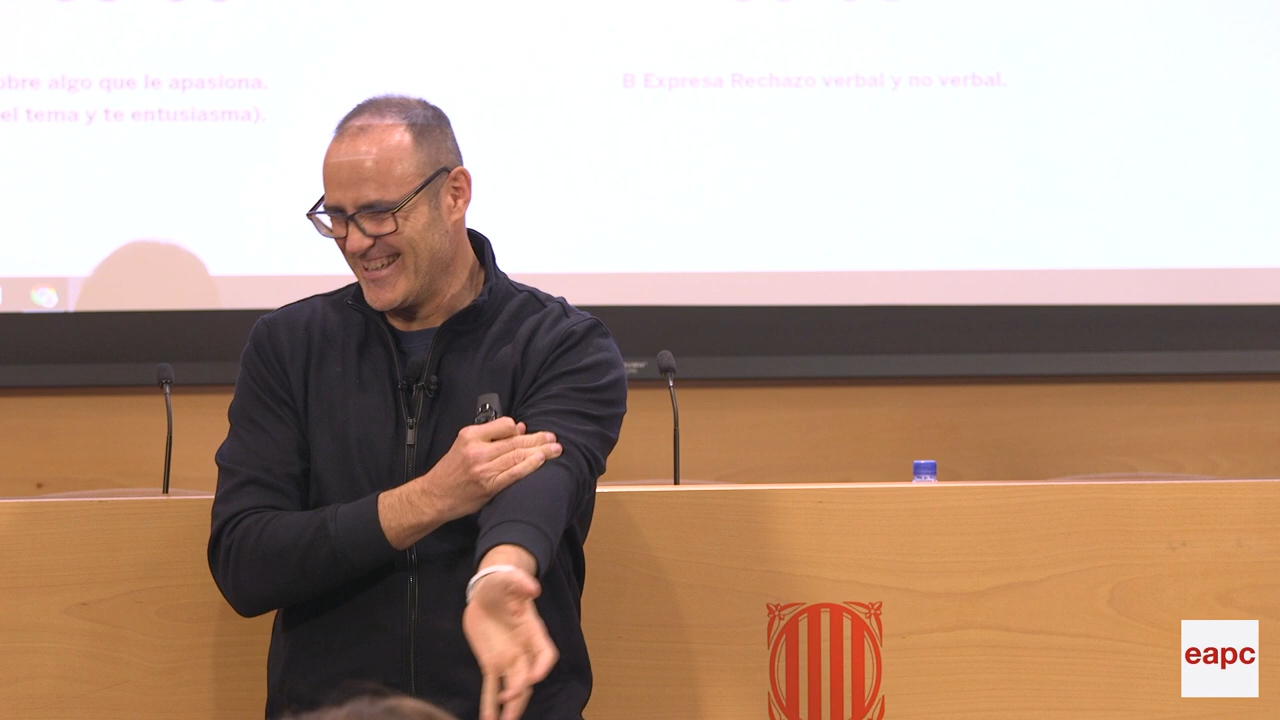 obre algo que le apasiona.
el tema y te entusiasma).
B Expresa Rechazo verbal y no verbal.
eapc